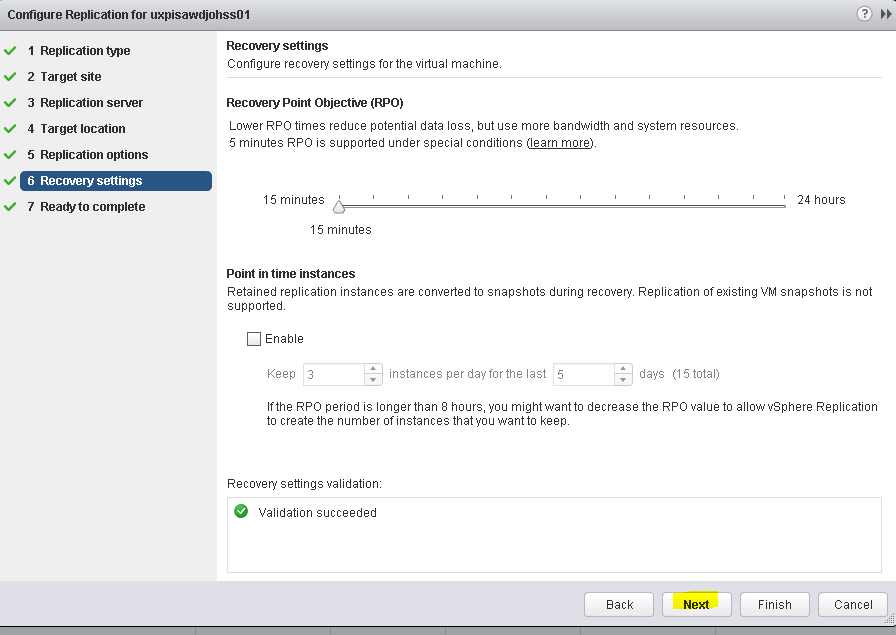 Configure Replication for uxpisawdjohss01
?
1 Replication type
2 Target site
3 Replication server
4 Target location
5 Replication options
6 Recovery settings
7 Ready to complete
Recovery settings
Configure recovery settings for the virtual machine.
Recovery Point Objective (RPO)
Lower RPO times reduce potential data loss, but use more bandwidth and system resources.
5 minutes RPO is supported under special conditions (learn more).
15 minutes 24 hours
15 minutes
Point in time instances
Retained replication instances are converted to snapshots during recovery. Replication of existing VM snapshots is not
supported.
Enable
Keep 3 instances per day for the last 5 days (15 total)
If the RPO period is longer than 8 hours, you might want to decrease the RPO value to allow vSphere Replication
to create the number of instances that you want to keep.
Recovery settings validation:
Validation succeeded
Back Next Finish Cancel